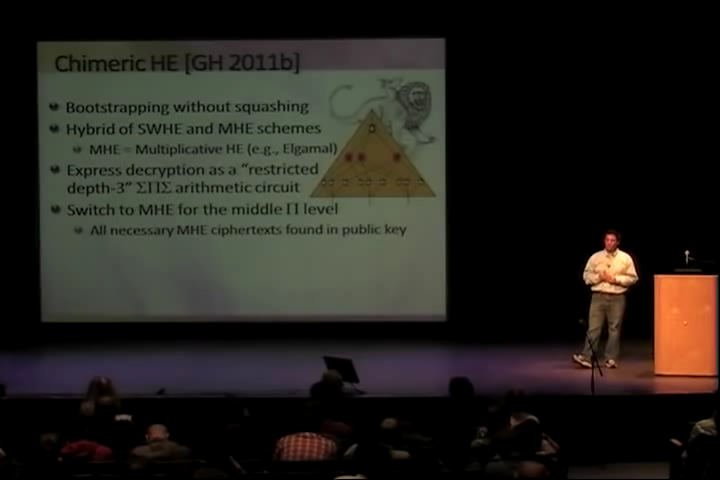 Chimeric HE [GH 2011b]
Bootstrapping without squashing
Hybrid of SWHE and MHE schemes
MHE = Multiplicative HE (e.g., Elgamal)
Express decryption as a "restricted
depth-3" ΣΠΣ arithmetic circuit
Switch to MHE for the middle Π level
All necessary MHE ciphertexts found in public key